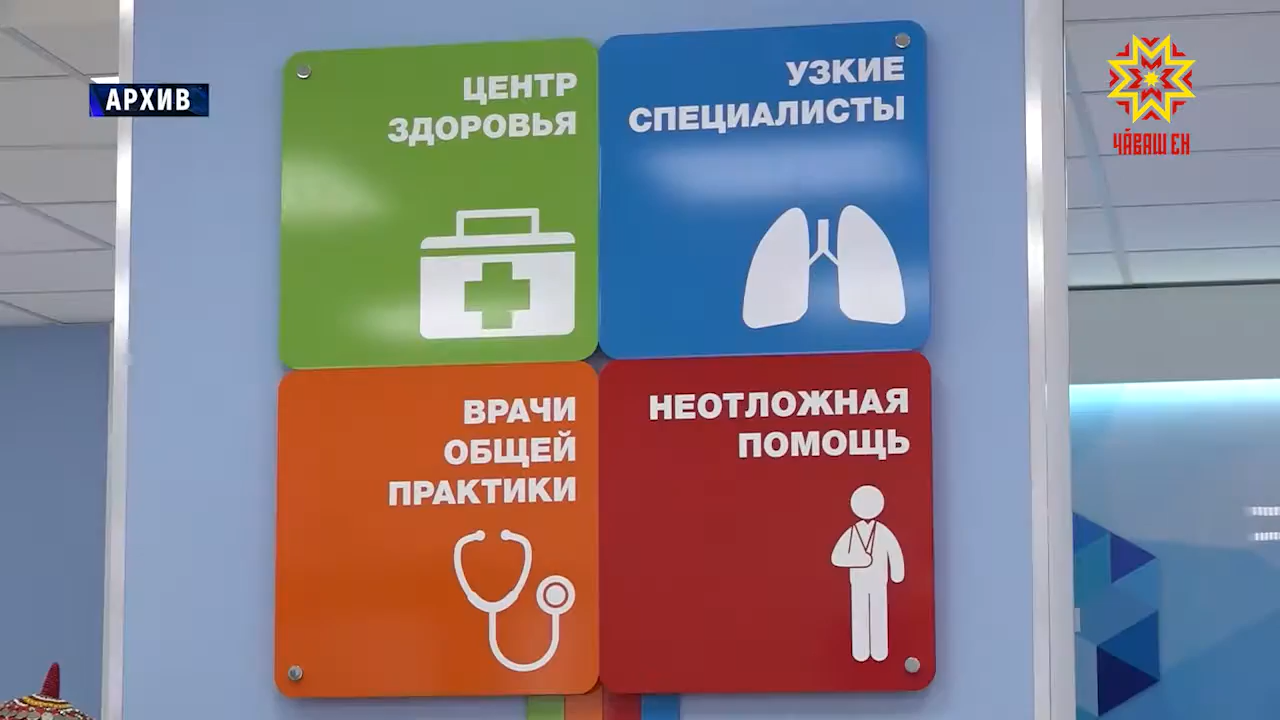 АРХИВ
ЧӐВАШ ЕН
ЦЕНТР
ЗДОРОВЬЯ
УЗКИЕ
СПЕЦИАЛИСТЫ
ВРАЧИ
ОБЩЕЙ
ПРАКТИКИ
НЕОТЛОЖНАЯ
ПОМОЩЬ